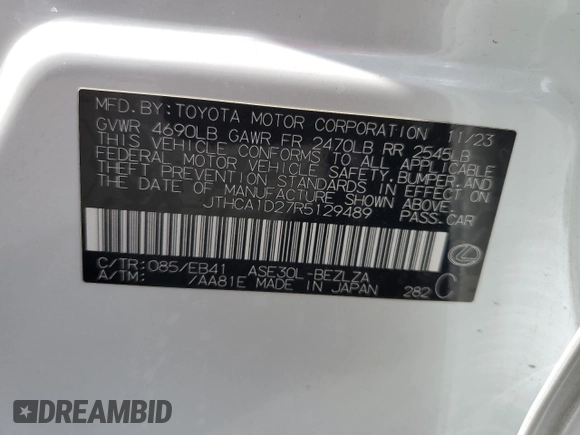 MFD.BY:TOYOTA MOTOR CORPORATION 11/23
GVWR 4690LB GAWR FR 2470LB RR 2545LB
THIS VEHICLE CONFORMS TO ALL APPLICABLE
FEDERAL MOTOR VEHICLE SAFETY, BUMPER, AND
THEFT PREVENTION STANDARDS IN EFFECT ON
THE DATE OF MANUFACTURE SHOWN ABOVE.
JTHCA1D27R5129489 PASS.CAR
C/TR:085/EB41 ASE30L-BEZLZA
A/TM: /AA81E MADE IN JAPAN 282 C
DREAMBID